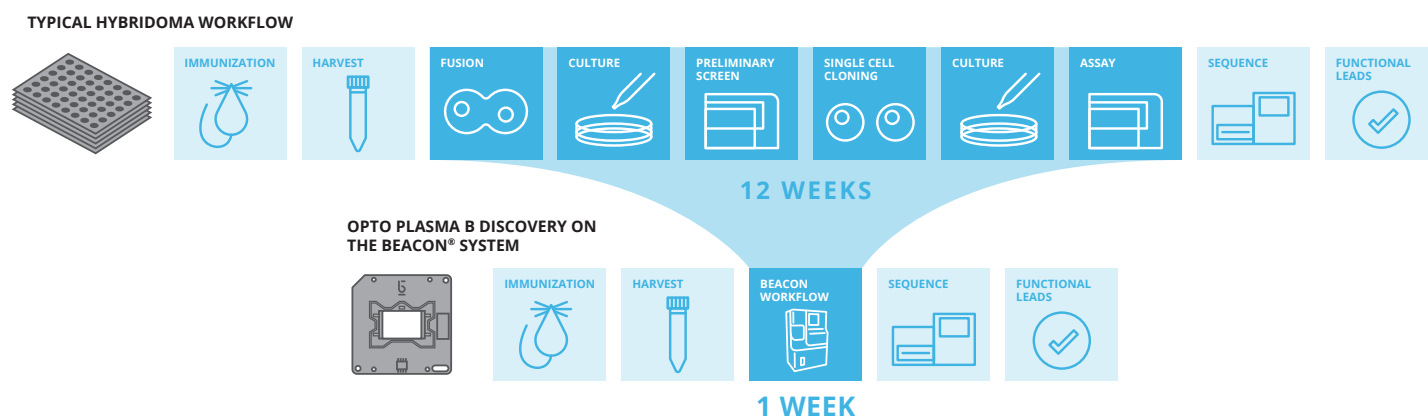 TYPICAL HYBRIDOMA WORKFLOW
IMMUNIZATION
HARVEST
FUSION
CULTURE
PRELIMINARY
SCREEN
SINGLE CELL
CLONING
CULTURE
ASSAY
SEQUENCE
FUNCTIONAL
LEADS
12 WEEKS
OPTO PLASMA B DISCOVERY ON
THE BEACON® SYSTEM
IMMUNIZATION
HARVEST
BEACON
WORKFLOW
SEQUENCE
FUNCTIONAL
LEADS
1 WEEK